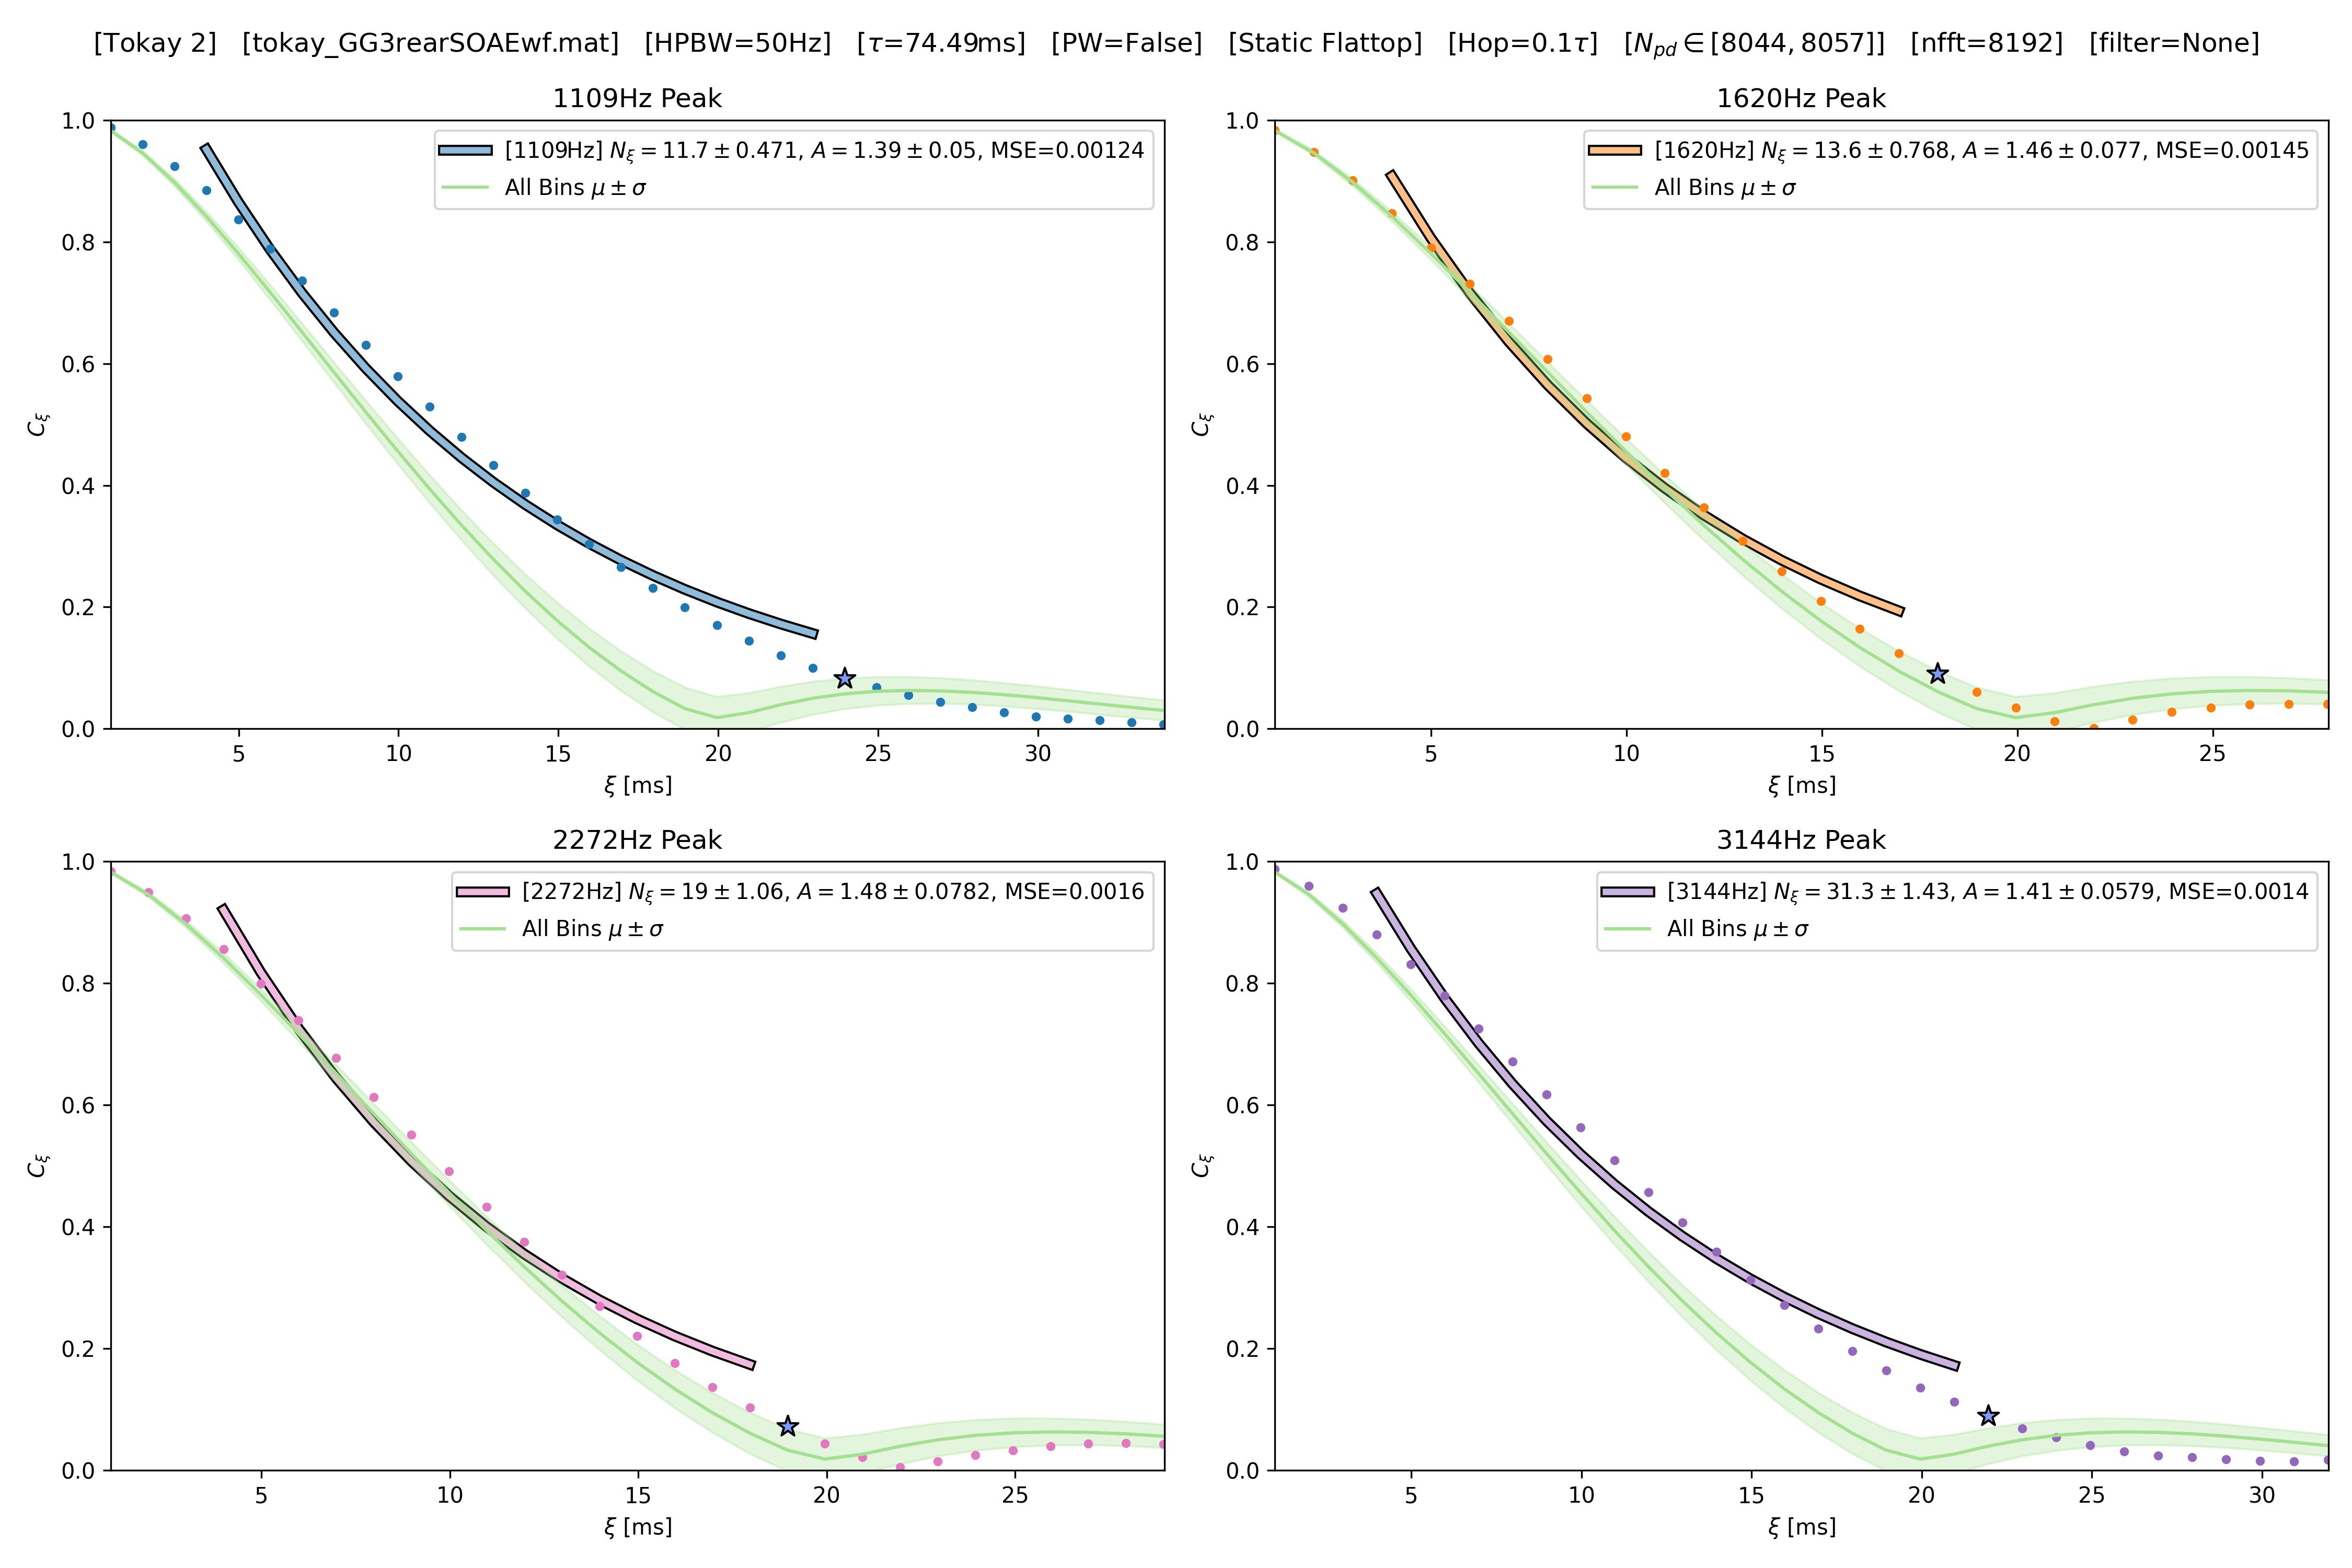 [Tokay 2] [tokay_GG3rearSOAEwf.mat] [HPBW=50Hz] [τ=74.49ms] [PW=False] [Static Flattop] [Hop=0.1τ] [N_pd ∈ [8044, 8057]] [nfft=8192] [filter=None]
1109Hz Peak
[1109Hz] N_ξ = 11.7 ± 0.471, A = 1.39 ± 0.05, MSE=0.00124
All Bins μ ± σ
C_ξ
1.0
0.8
0.6
0.4
0.2
0.0
5 10 15 20 25 30
ξ [ms]
1620Hz Peak
[1620Hz] N_ξ = 13.6 ± 0.768, A = 1.46 ± 0.077, MSE=0.00145
All Bins μ ± σ
C_ξ
1.0
0.8
0.6
0.4
0.2
0.0
5 10 15 20 25
ξ [ms]
2272Hz Peak
[2272Hz] N_ξ = 19 ± 1.06, A = 1.48 ± 0.0782, MSE=0.0016
All Bins μ ± σ
C_ξ
1.0
0.8
0.6
0.4
0.2
0.0
5 10 15 20 25
ξ [ms]
3144Hz Peak
[3144Hz] N_ξ = 31.3 ± 1.43, A = 1.41 ± 0.0579, MSE=0.0014
All Bins μ ± σ
C_ξ
1.0
0.8
0.6
0.4
0.2
0.0
5 10 15 20 25 30
ξ [ms]